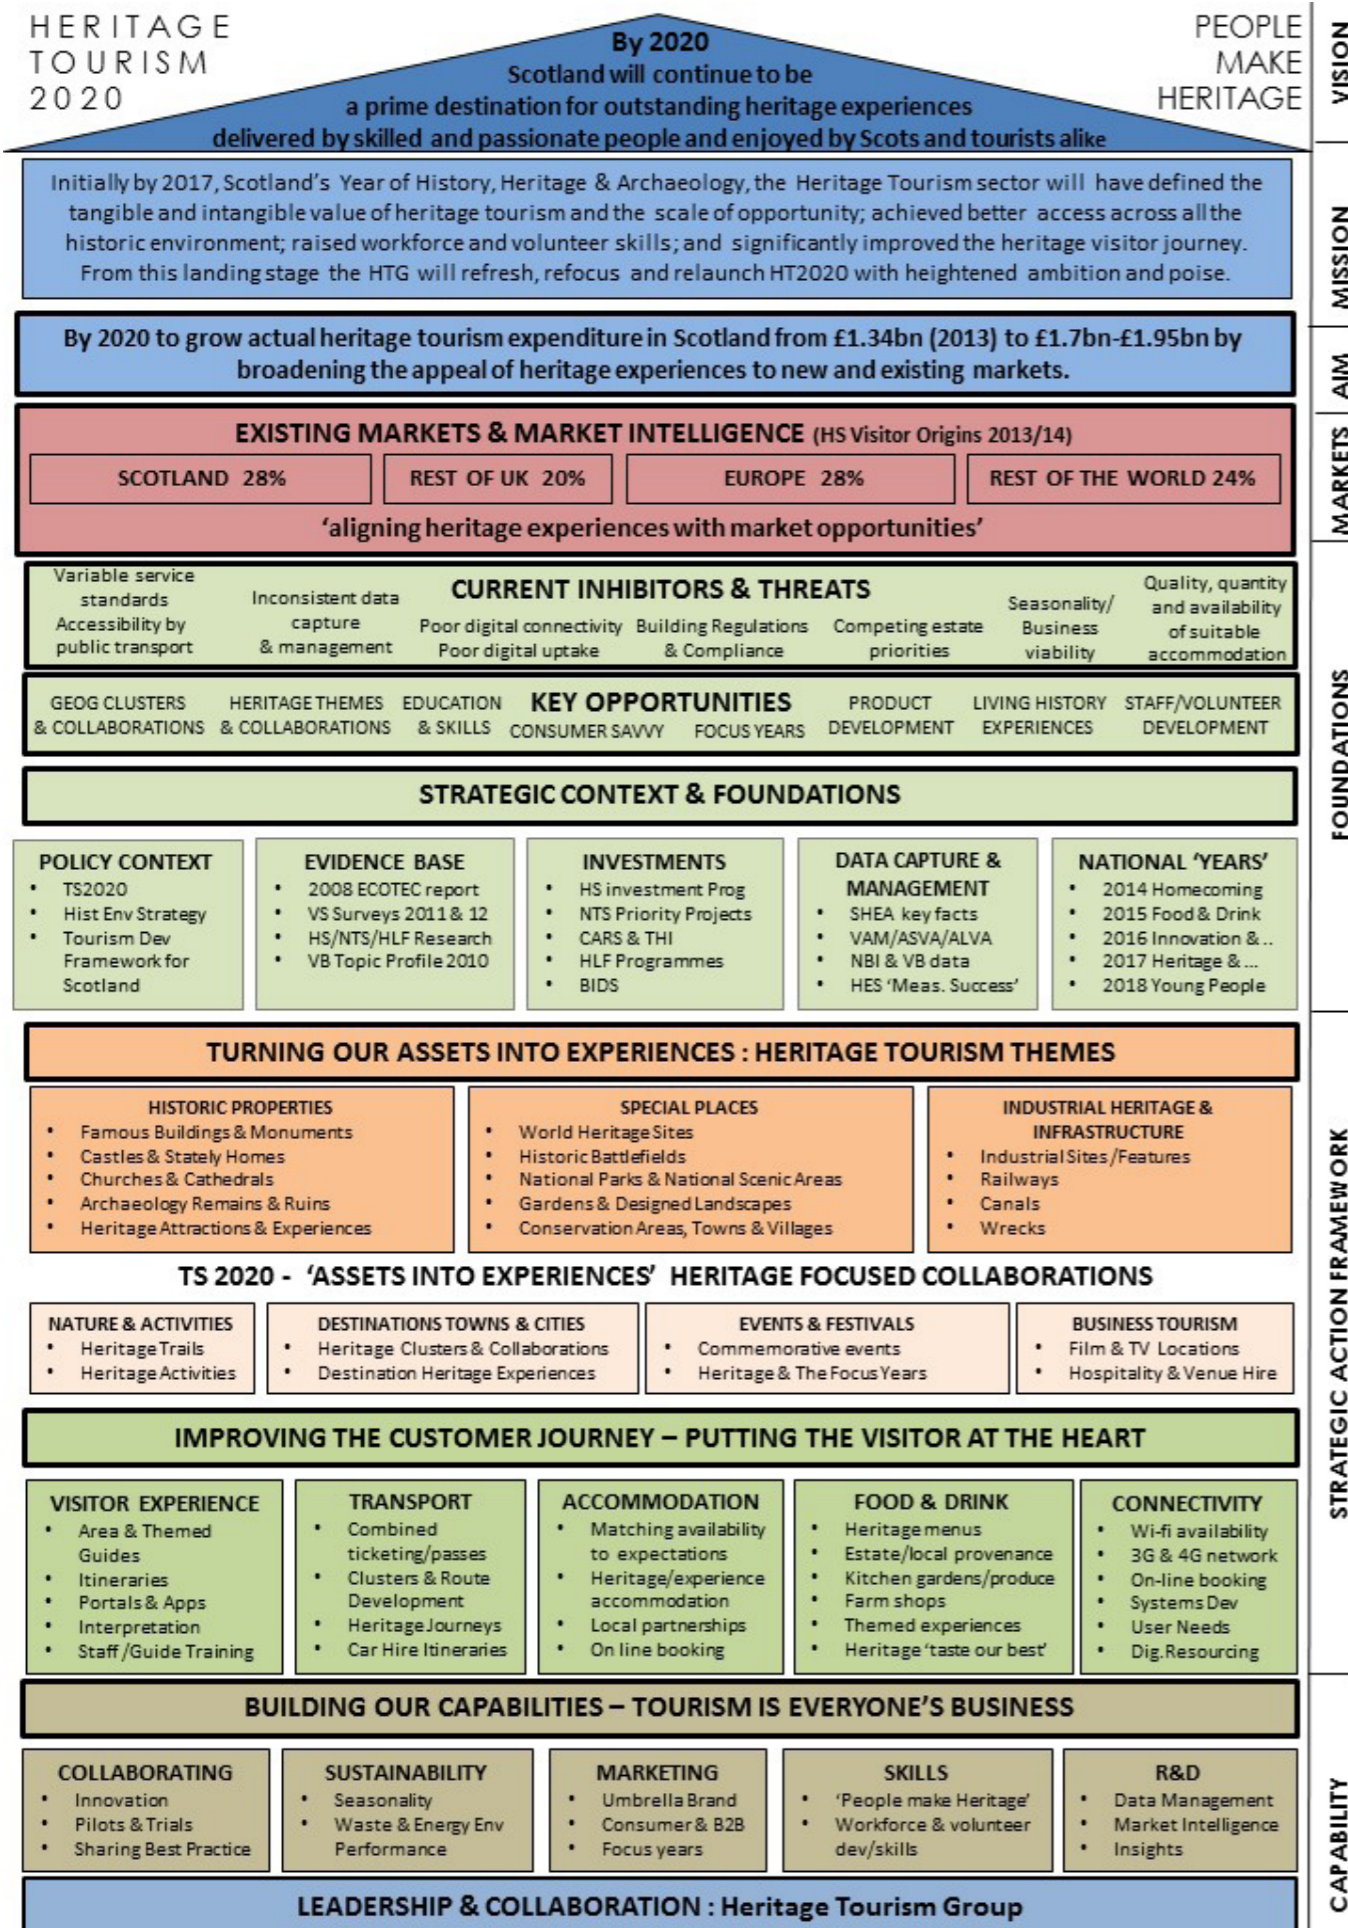 HERITAGE
TOURISM
2020
PEOPLE
MAKE
HERITAGE
By 2020
Scotland will continue to be
a prime destination for outstanding heritage experiences
delivered by skilled and passionate people and enjoyed by Scots and tourists alike
VISION
Initially by 2017, Scotland's Year of History, Heritage & Archaeology, the Heritage Tourism sector will have defined the
tangible and intangible value of heritage tourism and the scale of opportunity; achieved better access across all the
historic environment; raised workforce and volunteer skills; and significantly improved the heritage visitor journey.
From this landing stage the HTG will refresh, refocus and relaunch HT2020 with heightened ambition and poise.
MISSION
By 2020 to grow actual heritage tourism expenditure in Scotland from £1.34bn (2013) to £1.7bn-£1.95bn by
broadening the appeal of heritage experiences to new and existing markets.
AIM
EXISTING MARKETS & MARKET INTELLIGENCE (HS Visitor Origins 2013/14)
SCOTLAND 28%
REST OF UK 20%
EUROPE 28%
REST OF THE WORLD 24%
'aligning heritage experiences with market opportunities'
MARKETS
CURRENT INHIBITORS & THREATS
Variable service
standards
Accessibility by
public transport
Inconsistent data
capture
& management
Poor digital connectivity
Poor digital uptake
Building Regulations
& Compliance
Competing estate
priorities
Seasonality/
Business
viability
Quality, quantity
and availability
of suitable
accommodation
KEY OPPORTUNITIES
GEOG CLUSTERS
& COLLABORATIONS
HERITAGE THEMES
& COLLABORATIONS
EDUCATION
& SKILLS
CONSUMER SAVVY
FOCUS YEARS
PRODUCT
DEVELOPMENT
LIVING HISTORY
EXPERIENCES
STAFF/VOLUNTEER
DEVELOPMENT
STRATEGIC CONTEXT & FOUNDATIONS
FOUNDATIONS
POLICY CONTEXT
• TS2020
• Hist Env Strategy
• Tourism Dev
Framework for
Scotland
EVIDENCE BASE
• 2008 ECOTEC report
• VS Surveys 2011 & 12
• HS/NTS/HLF Research
• VB Topic Profile 2010
INVESTMENTS
• HS investment Prog
• NTS Priority Projects
• CARS & THI
• HLF Programmes
• BIDS
DATA CAPTURE &
MANAGEMENT
• SHEA key facts
• VAM/ASVA/ALVA
• NBI & VB data
• HES 'Meas. Success'
NATIONAL 'YEARS'
• 2014 Homecoming
• 2015 Food & Drink
• 2016 Innovation & ..
• 2017 Heritage & ...
• 2018 Young People
TURNING OUR ASSETS INTO EXPERIENCES : HERITAGE TOURISM THEMES
HISTORIC PROPERTIES
• Famous Buildings & Monuments
• Castles & Stately Homes
• Churches & Cathedrals
• Archaeology Remains & Ruins
• Heritage Attractions & Experiences
SPECIAL PLACES
• World Heritage Sites
• Historic Battlefields
• National Parks & National Scenic Areas
• Gardens & Designed Landscapes
• Conservation Areas, Towns & Villages
INDUSTRIAL HERITAGE &
INFRASTRUCTURE
• Industrial Sites /Features
• Railways
• Canals
• Wrecks
TS 2020 - 'ASSETS INTO EXPERIENCES' HERITAGE FOCUSED COLLABORATIONS
NATURE & ACTIVITIES
• Heritage Trails
• Heritage Activities
DESTINATIONS TOWNS & CITIES
• Heritage Clusters & Collaborations
• Destination Heritage Experiences
EVENTS & FESTIVALS
• Commemorative events
• Heritage & The Focus Years
BUSINESS TOURISM
• Film & TV Locations
• Hospitality & Venue Hire
STRATEGIC ACTION FRAMEWORK
IMPROVING THE CUSTOMER JOURNEY – PUTTING THE VISITOR AT THE HEART
VISITOR EXPERIENCE
• Area & Themed
Guides
• Itineraries
• Portals & Apps
• Interpretation
• Staff /Guide Training
TRANSPORT
• Combined
ticketing/passes
• Clusters & Route
Development
• Heritage Journeys
• Car Hire Itineraries
ACCOMMODATION
• Matching availability
to expectations
• Heritage/experience
accommodation
• Local partnerships
• On line booking
FOOD & DRINK
• Heritage menus
• Estate/local provenance
• Kitchen gardens/produce
• Farm shops
• Themed experiences
• Heritage 'taste our best'
CONNECTIVITY
• Wi-fi availability
• 3G & 4G network
• On-line booking
• Systems Dev
• User Needs
• Dig.Resourcing
BUILDING OUR CAPABILITIES – TOURISM IS EVERYONE'S BUSINESS
COLLABORATING
• Innovation
• Pilots & Trials
• Sharing Best Practice
SUSTAINABILITY
• Seasonality
• Waste & Energy Env
Performance
MARKETING
• Umbrella Brand
• Consumer & B2B
• Focus years
SKILLS
• 'People make Heritage'
• Workforce & volunteer
dev/skills
R&D
• Data Management
• Market Intelligence
• Insights
CAPABILITY
LEADERSHIP & COLLABORATION : Heritage Tourism Group